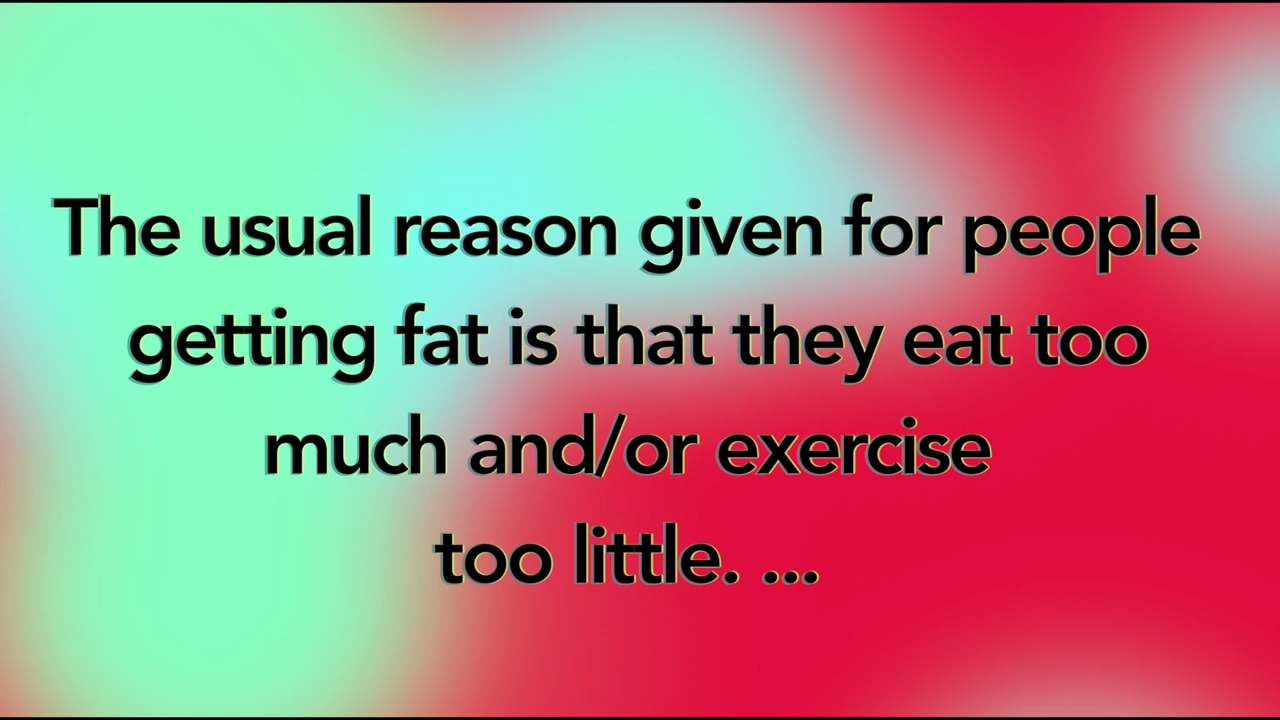 The usual reason given for people
getting fat is that they eat too
much and/or exercise
too little. ...